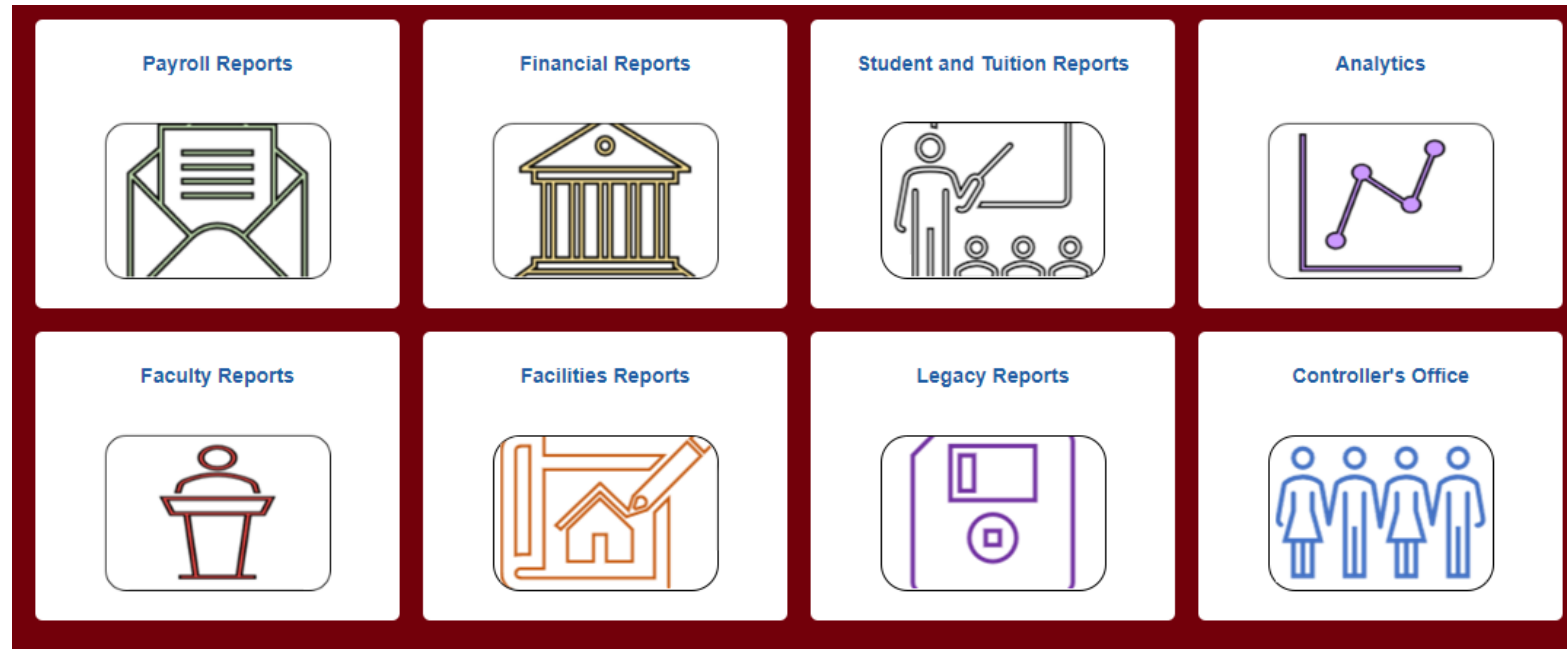 Payroll Reports
Financial Reports
Student and Tuition Reports
Analytics
Faculty Reports
Facilities Reports
Legacy Reports
Controller's Office